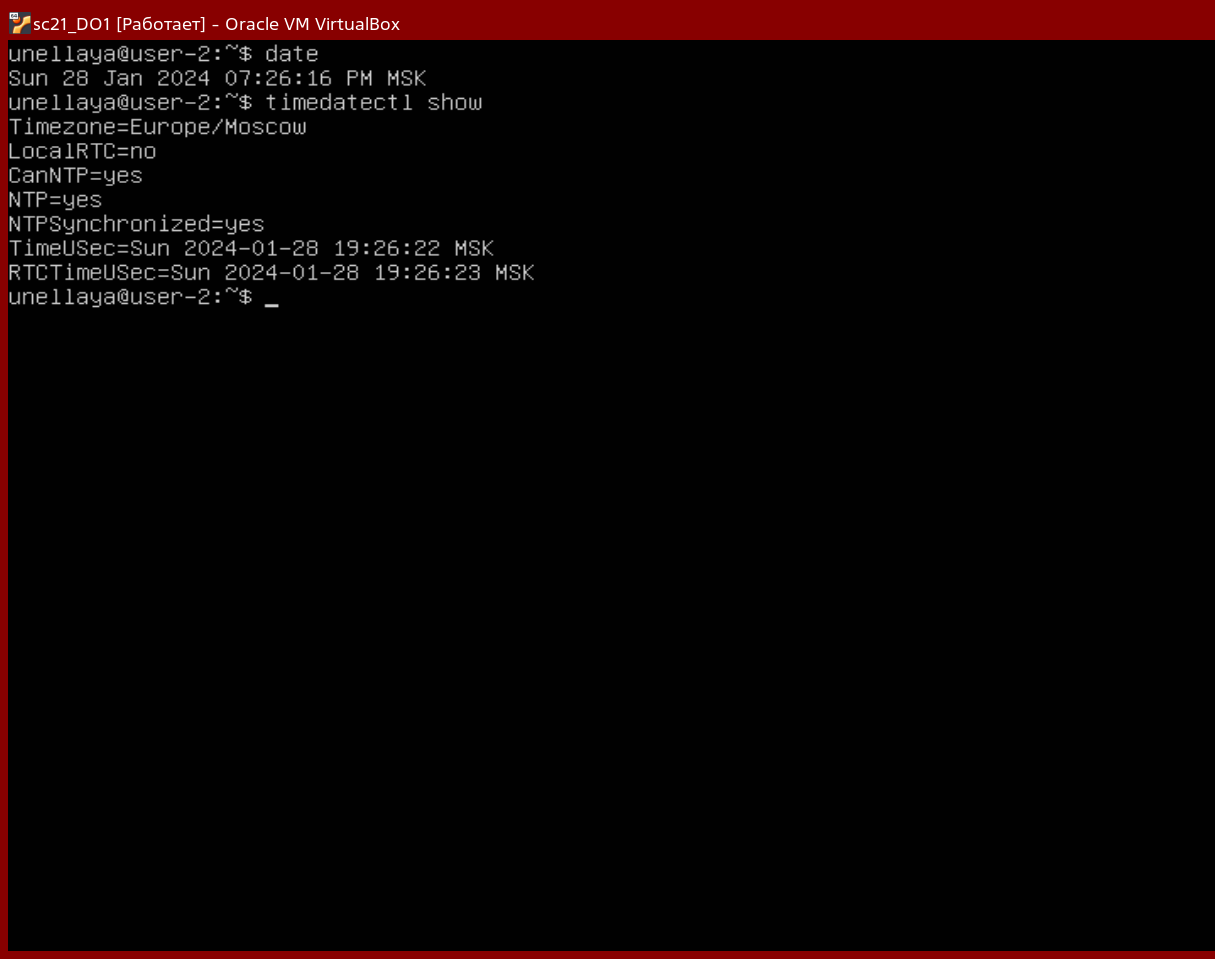 sc21_DO1 [Работает] - Oracle VM VirtualBox
unellaya@user-2:~$ date
Sun 28 Jan 2024 07:26:16 PM MSK
unellaya@user-2:~$ timedatectl show
Timezone=Europe/Moscow
LocalRTC=no
CanNTP=yes
NTP=yes
NTPSynchronized=yes
TimeUSec=Sun 2024-01-28 19:26:22 MSK
RTCTimeUSec=Sun 2024-01-28 19:26:23 MSK
unellaya@user-2:~$ _